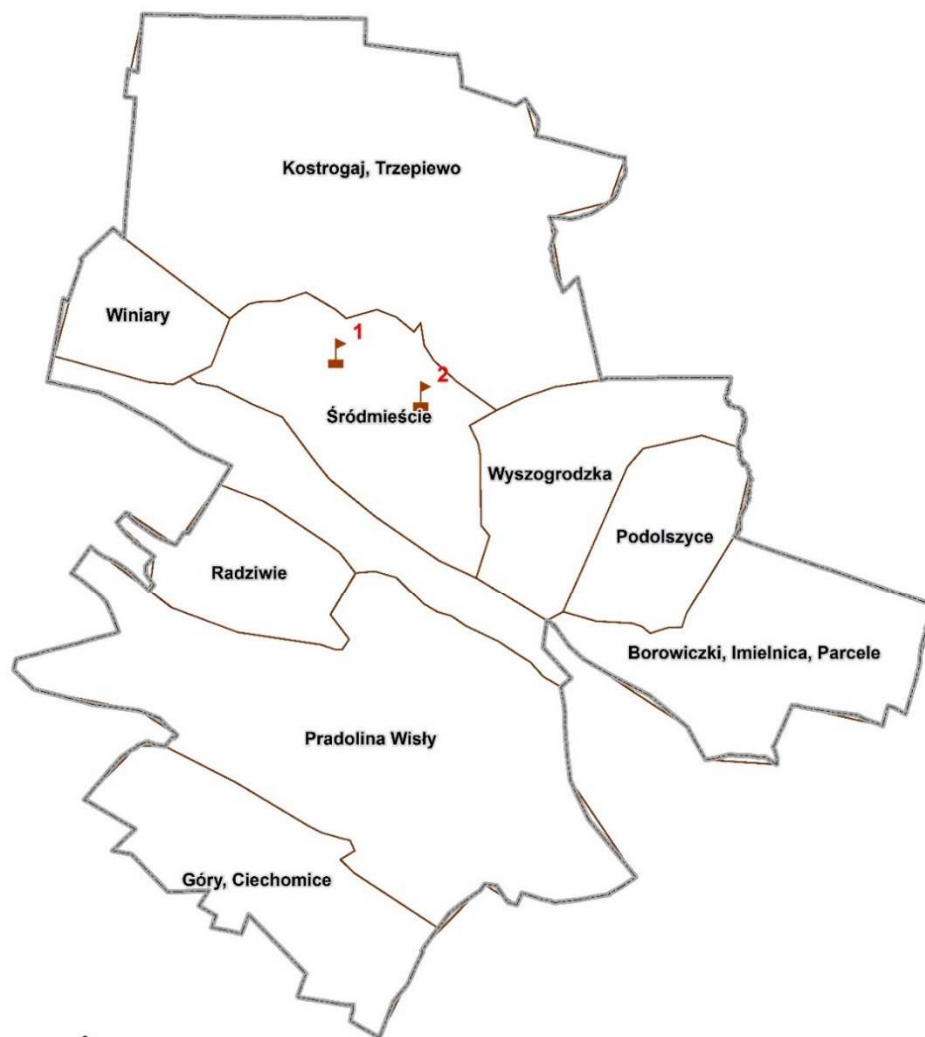 Kostrogaj, Trzepiewo
Winiary
1
2
Śródmieście
Wyszogrodzka
Podolszyce
Radziwie
Borowiczki, Imielnica, Parcele
Pradolina Wisły
Góry, Ciechomice